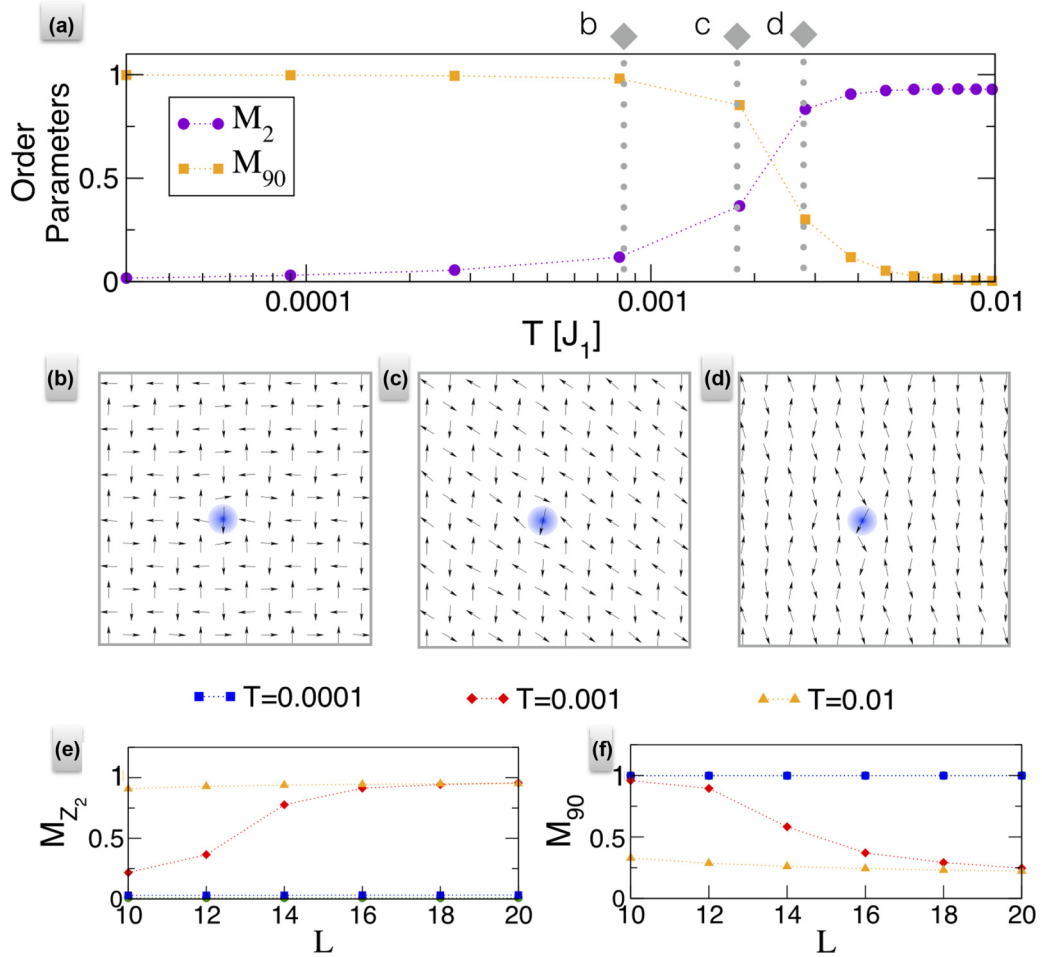 (a)
b c d
1
0.5
0
Order
Parameters
M2
M90
0.0001 0.001 0.01
T [J1]
(b) (c) (d)
T=0.0001 T=0.001 T=0.01
(e)
1
0.5
0
MZ2
10 12 14 16 18 20
L
(f)
1
0.5
0
M90
10 12 14 16 18 20
L